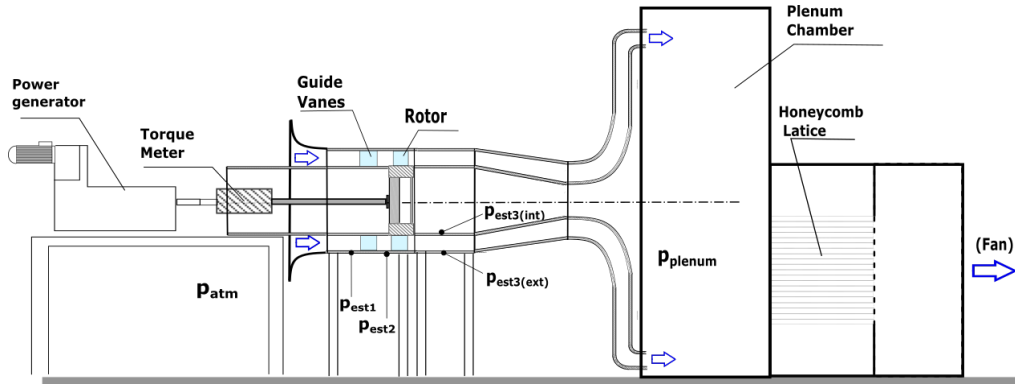 Plenum
Chamber
Power
generator
Guide
Vanes
Rotor
Honeycomb
Latice
Torque
Meter
pest3(int)
pplenum
(Fan)
patm
pest1
pest2
pest3(ext)